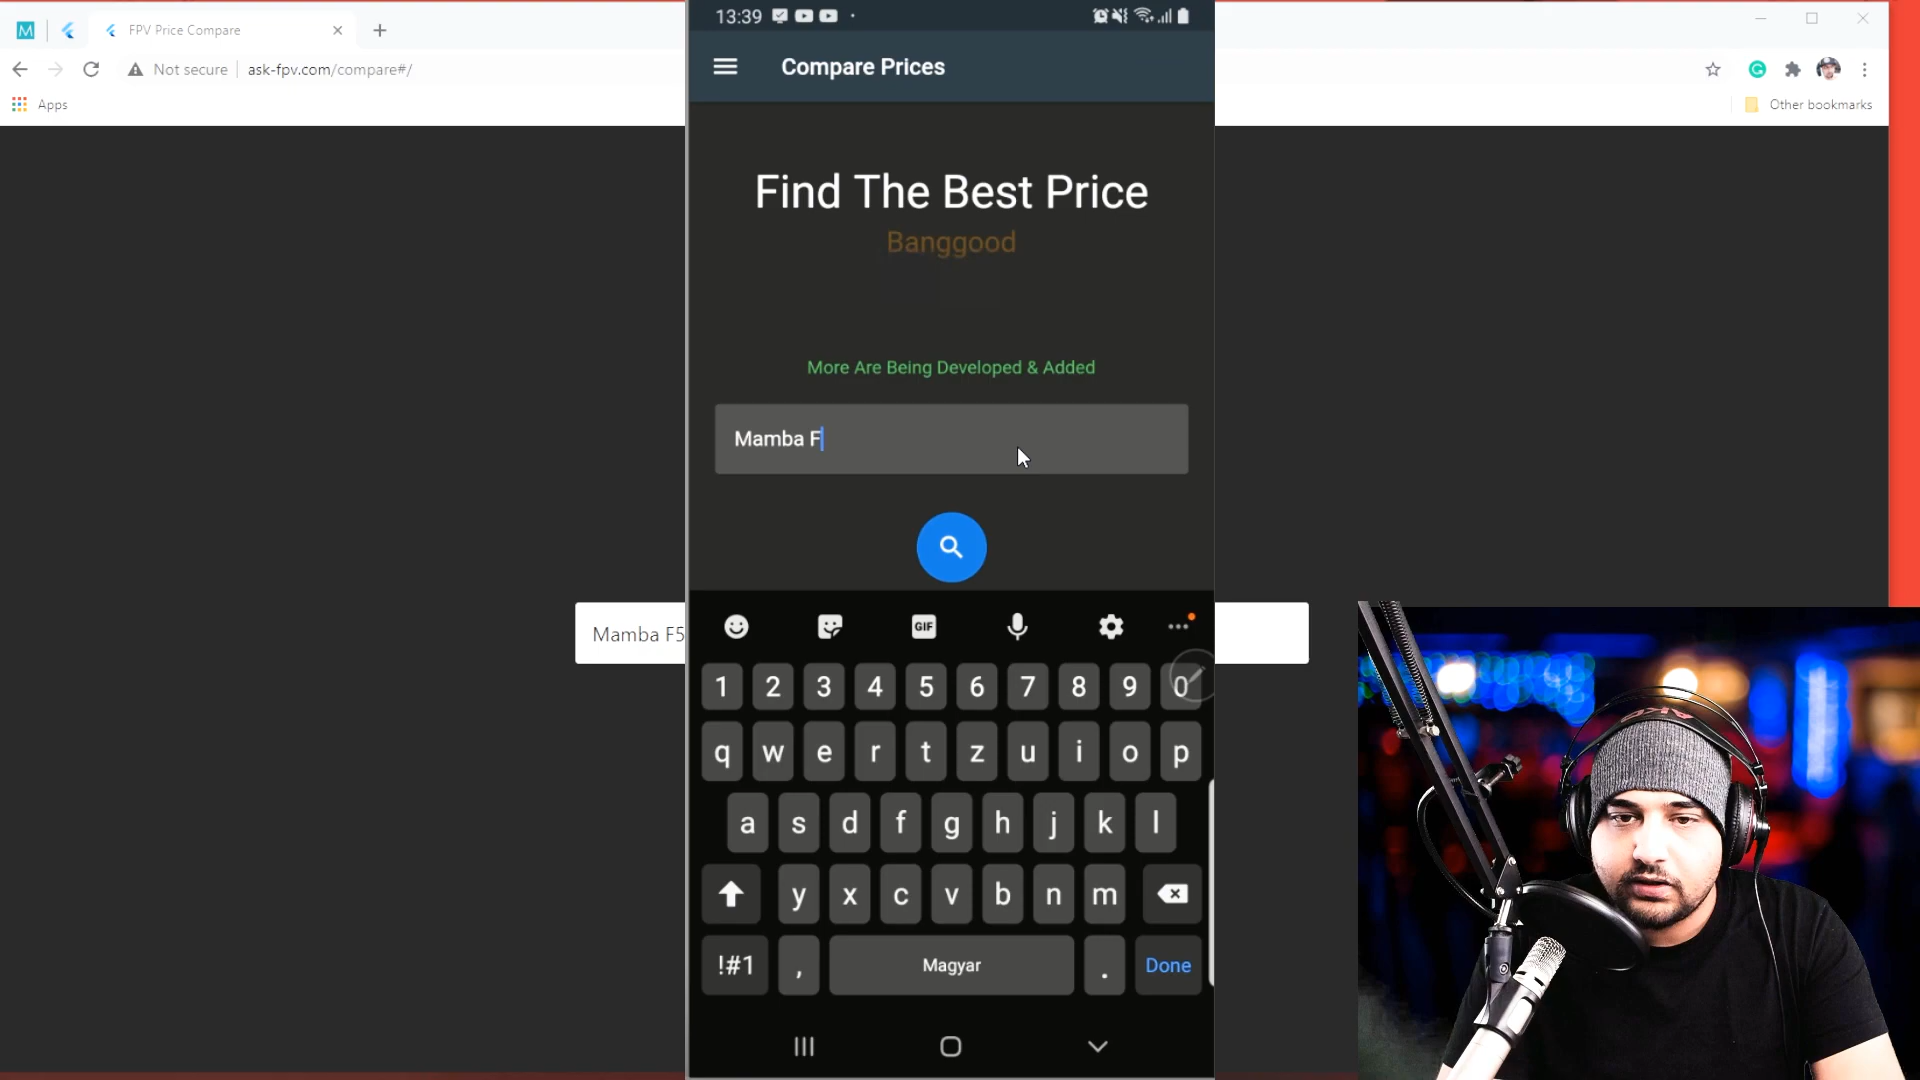 M
FPV Price Compare
Not secure
ask-fpv.com/compare#/
Apps
Other bookmarks
13:39
Compare Prices
Find The Best Price
Banggood
More Are Being Developed & Added
Mamba F
Mamba F5
GIF
1 2 3 4 5 6 7 8 9 0
q w e r t z u i o p
a s d f g h j k l
y x c v b n m
!#1 , Magyar . Done